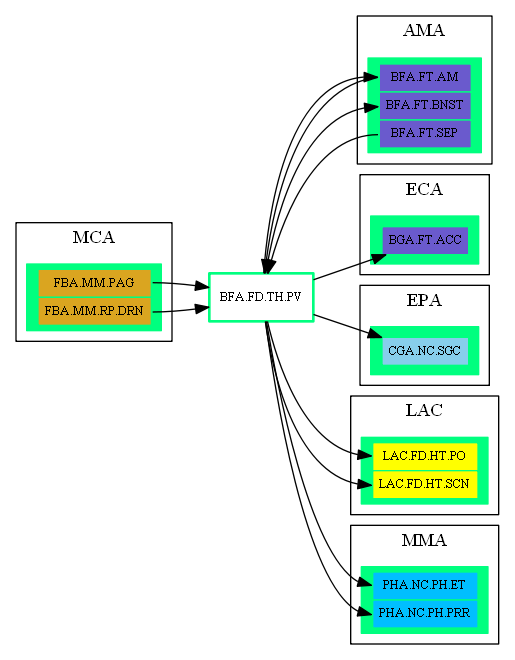 AMA
BFA.FT.AM
BFA.FT.BNST
BFA.FT.SEP
ECA
BGA.FT.ACC
MCA
FBA.MM.PAG
FBA.MM.RP.DRN
BFA.FD.TH.PV
EPA
CGA.NC.SGC
LAC
LAC.FD.HT.PO
LAC.FD.HT.SCN
MMA
PHA.NC.PH.ET
PHA.NC.PH.PRR